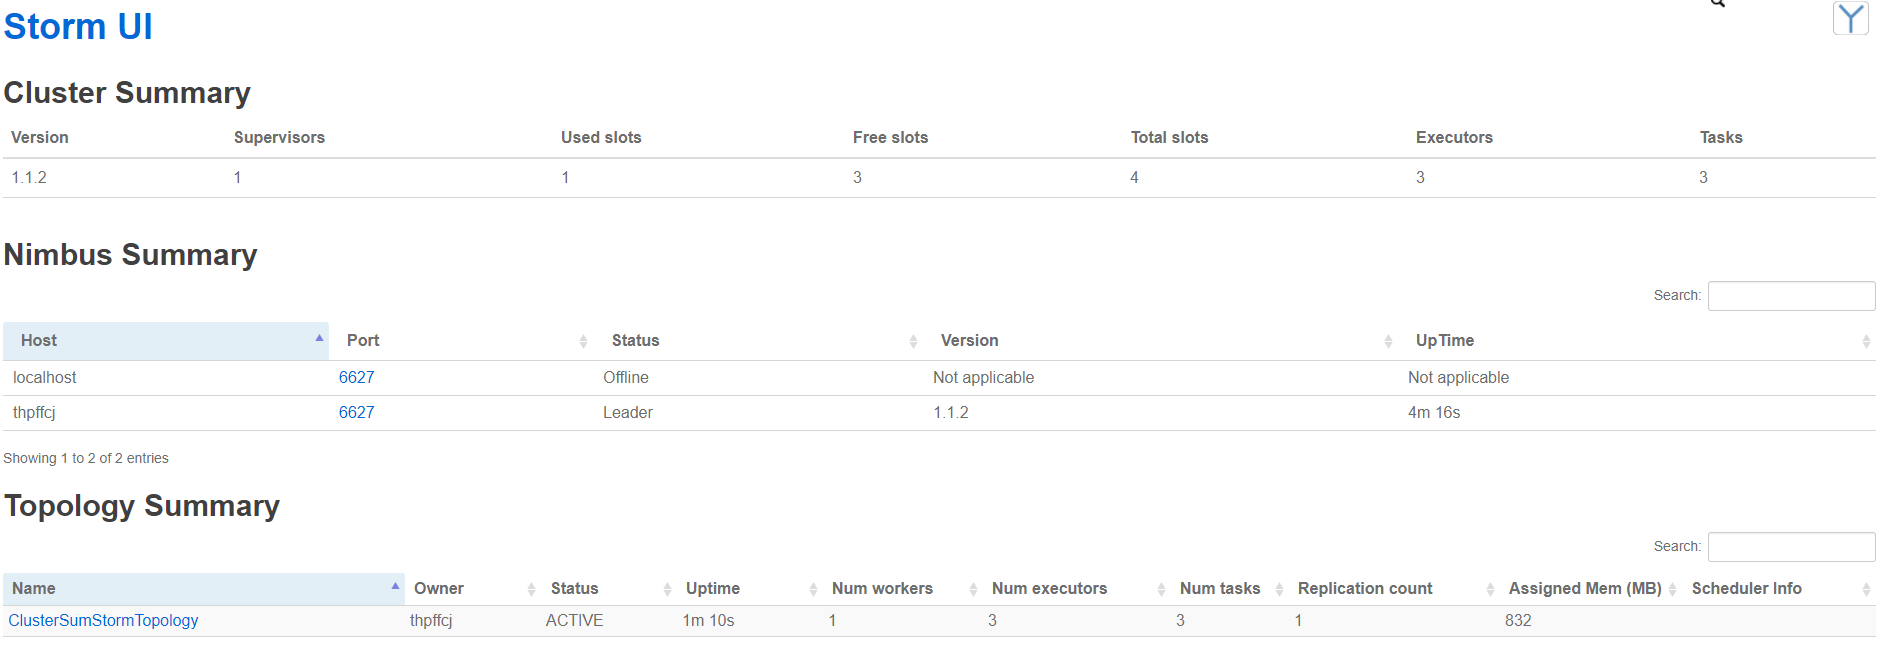 Storm UI
Cluster Summary
Version Supervisors Used slots Free slots Total slots Executors Tasks
1.1.2 1 1 3 4 3 3
Nimbus Summary
Search:
Host Port Status Version UpTime
localhost 6627 Offline Not applicable Not applicable
thpffcj 6627 Leader 1.1.2 4m 16s
Showing 1 to 2 of 2 entries
Topology Summary
Search:
Name Owner Status Uptime Num workers Num executors Num tasks Replication count Assigned Mem (MB) Scheduler Info
ClusterSumStormTopology thpffcj ACTIVE 1m 10s 1 3 3 1 832